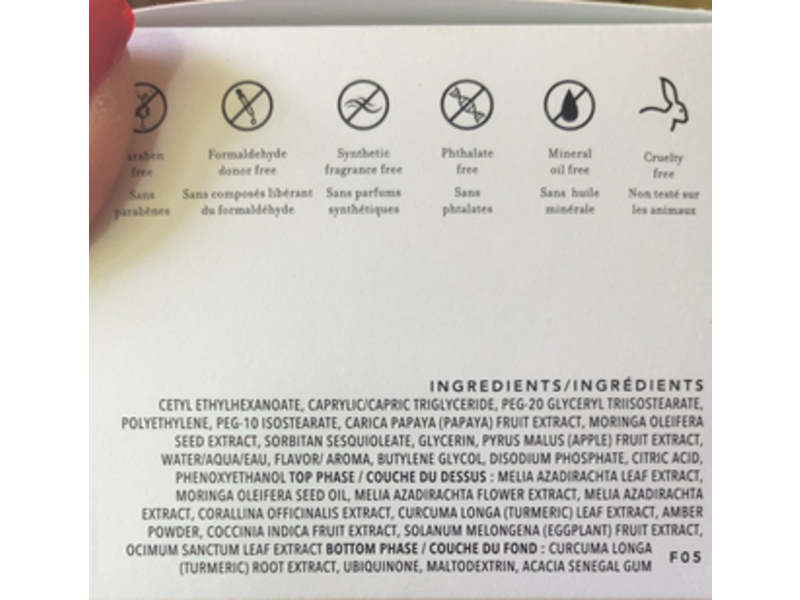 araben
free
Sans
parabènes
Formaldehyde
donor free
Sans composés libérant
du formaldéhyde
Synthetic
fragrance free
Sans parfums
synthétiques
Phthalate
free
Sans
phtalates
Mineral
oil free
Sans huile
minérale
Cruelty
free
Non testé sur
les animaux
INGREDIENTS/INGRÉDIENTS
CETYL ETHYLHEXANOATE, CAPRYLIC/CAPRIC TRIGLYCERIDE, PEG-20 GLYCERYL TRIISOSTEARATE,
POLYETHYLENE, PEG-10 ISOSTEARATE, CARICA PAPAYA (PAPAYA) FRUIT EXTRACT, MORINGA OLEIFERA
SEED EXTRACT, SORBITAN SESQUIOLEATE, GLYCERIN, PYRUS MALUS (APPLE) FRUIT EXTRACT,
WATER/AQUA/EAU, FLAVOR/ AROMA, BUTYLENE GLYCOL, DISODIUM PHOSPHATE, CITRIC ACID,
PHENOXYETHANOL TOP PHASE / COUCHE DU DESSUS : MELIA AZADIRACHTA LEAF EXTRACT,
MORINGA OLEIFERA SEED OIL, MELIA AZADIRACHTA FLOWER EXTRACT, MELIA AZADIRACHTA
EXTRACT, CORALLINA OFFICINALIS EXTRACT, CURCUMA LONGA (TURMERIC) LEAF EXTRACT, AMBER
POWDER, COCCINIA INDICA FRUIT EXTRACT, SOLANUM MELONGENA (EGGPLANT) FRUIT EXTRACT,
OCIMUM SANCTUM LEAF EXTRACT BOTTOM PHASE / COUCHE DU FOND : CURCUMA LONGA
(TURMERIC) ROOT EXTRACT, UBIQUINONE, MALTODEXTRIN, ACACIA SENEGAL GUM
F05